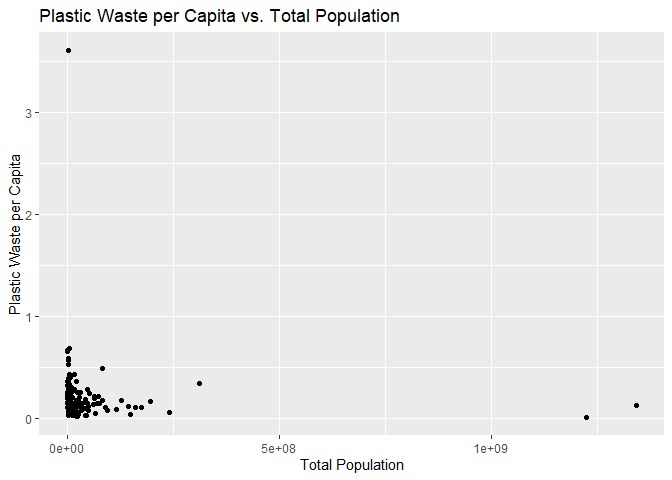 Plastic Waste per Capita vs. Total Population
Plastic Waste per Capita
3
2
1
0
0e+00
5e+08
1e+09
Total Population